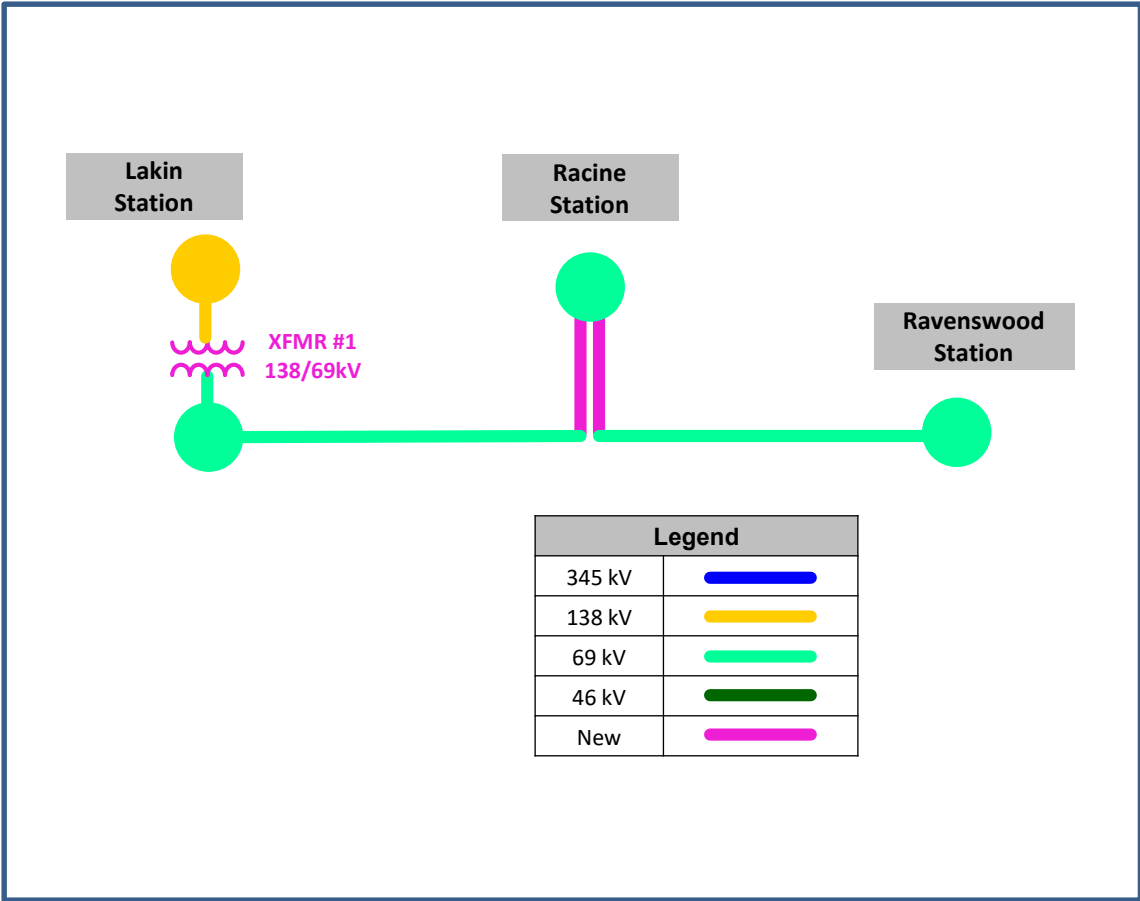 Lakin
Station
Racine
Station
Ravenswood
Station
XFMR #1
138/69kV
Legend
345 kV
138 kV
69 kV
46 kV
New